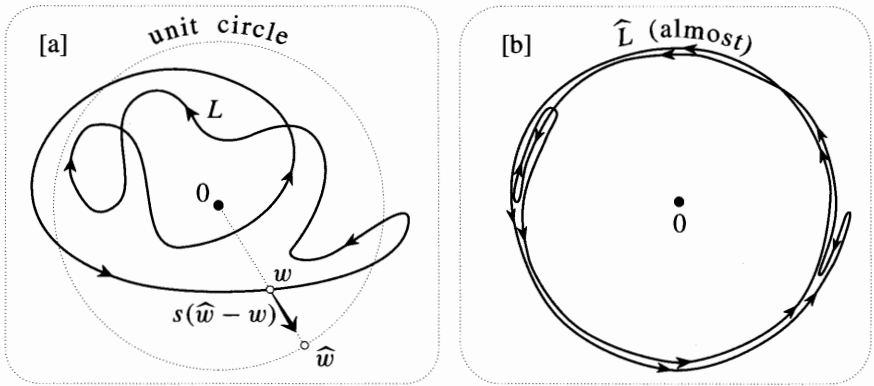 [a]
unit circle
L
0
w
s(ŵ − w)
ŵ
[b]
L̂ (almost)
0